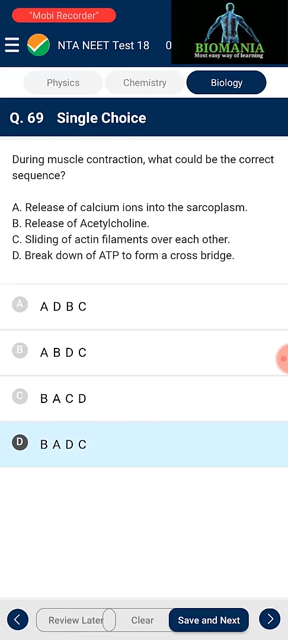 "Mobi Recorder"
NTA NEET Test 18 0
BIOMANIA
Most easy way of learning
Physics Chemistry Biology
Q. 69 Single Choice
During muscle contraction, what could be the correct
sequence?
A. Release of calcium ions into the sarcoplasm.
B. Release of Acetylcholine.
C. Sliding of actin filaments over each other.
D. Break down of ATP to form a cross bridge.
A A D B C
B A B D C
C B A C D
D B A D C
Review Later Clear Save and Next